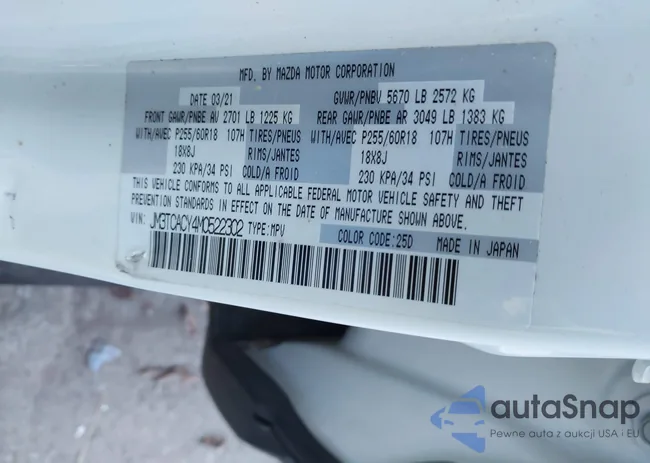 MFD. BY MAZDA MOTOR CORPORATION
DATE 03/21 GVWR/PNBV 5670 LB 2572 KG
FRONT GAWR/PNBE AV 2701 LB 1225 KG REAR GAWR/PNBE AR 3049 LB 1383 KG
WITH/AVEC P255/60R18 107H TIRES/PNEUS WITH/AVEC P255/60R18 107H TIRES/PNEUS
18X8J RIMS/JANTES 18X8J RIMS/JANTES
230 KPA/34 PSI COLD/A FROID 230 KPA/34 PSI COLD/A FROID
THIS VEHICLE CONFORMS TO ALL APPLICABLE FEDERAL MOTOR VEHICLE SAFETY AND THEFT
PREVENTION STANDARDS IN EFFECT ON THE DATE OF MANUFACTURE SHOWN ABOVE.
VIN: JM3TCACY4M0522302 TYPE: MPV COLOR CODE: 25D MADE IN JAPAN
autaSnap
Pewne auta z aukcji USA i EU